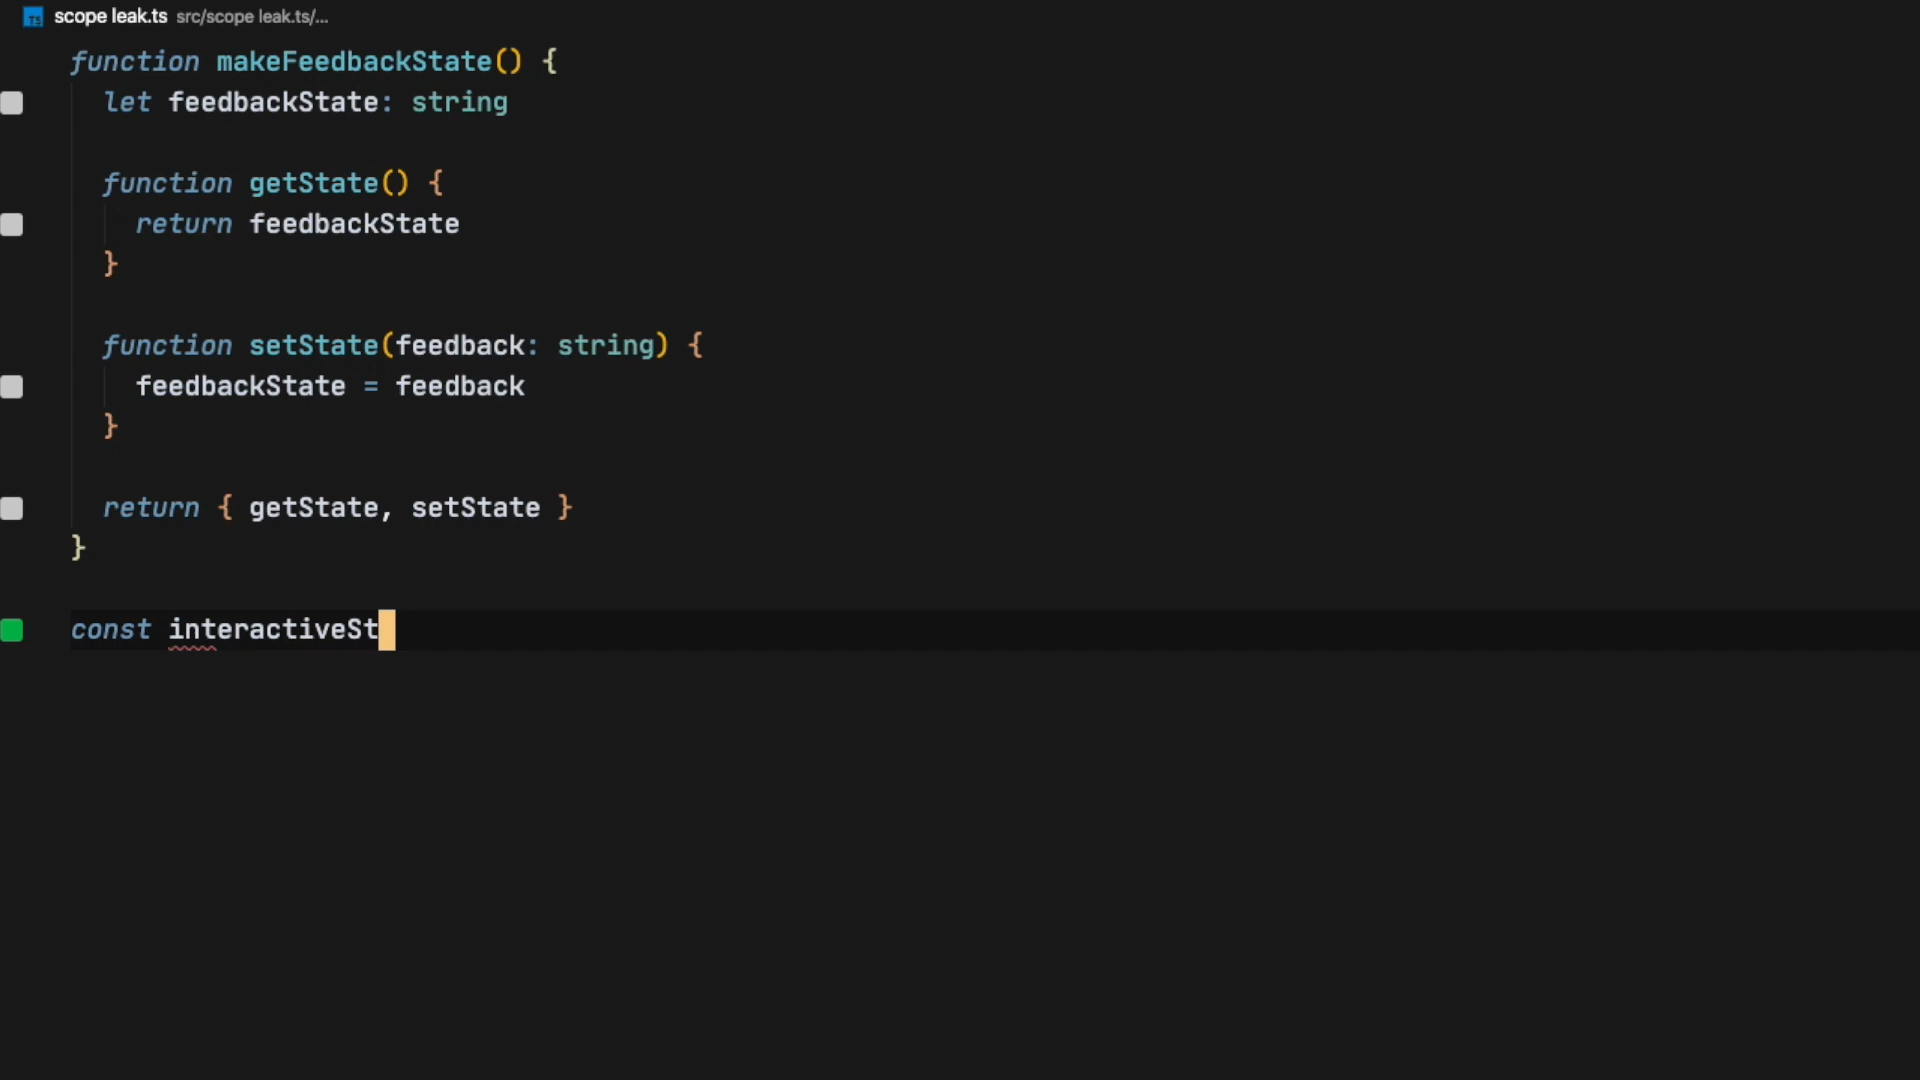 TS scope leak.ts src/scope leak.ts/...
function makeFeedbackState() {
let feedbackState: string
function getState() {
return feedbackState
}
function setState(feedback: string) {
feedbackState = feedback
}
return { getState, setState }
}
const interactiveSt